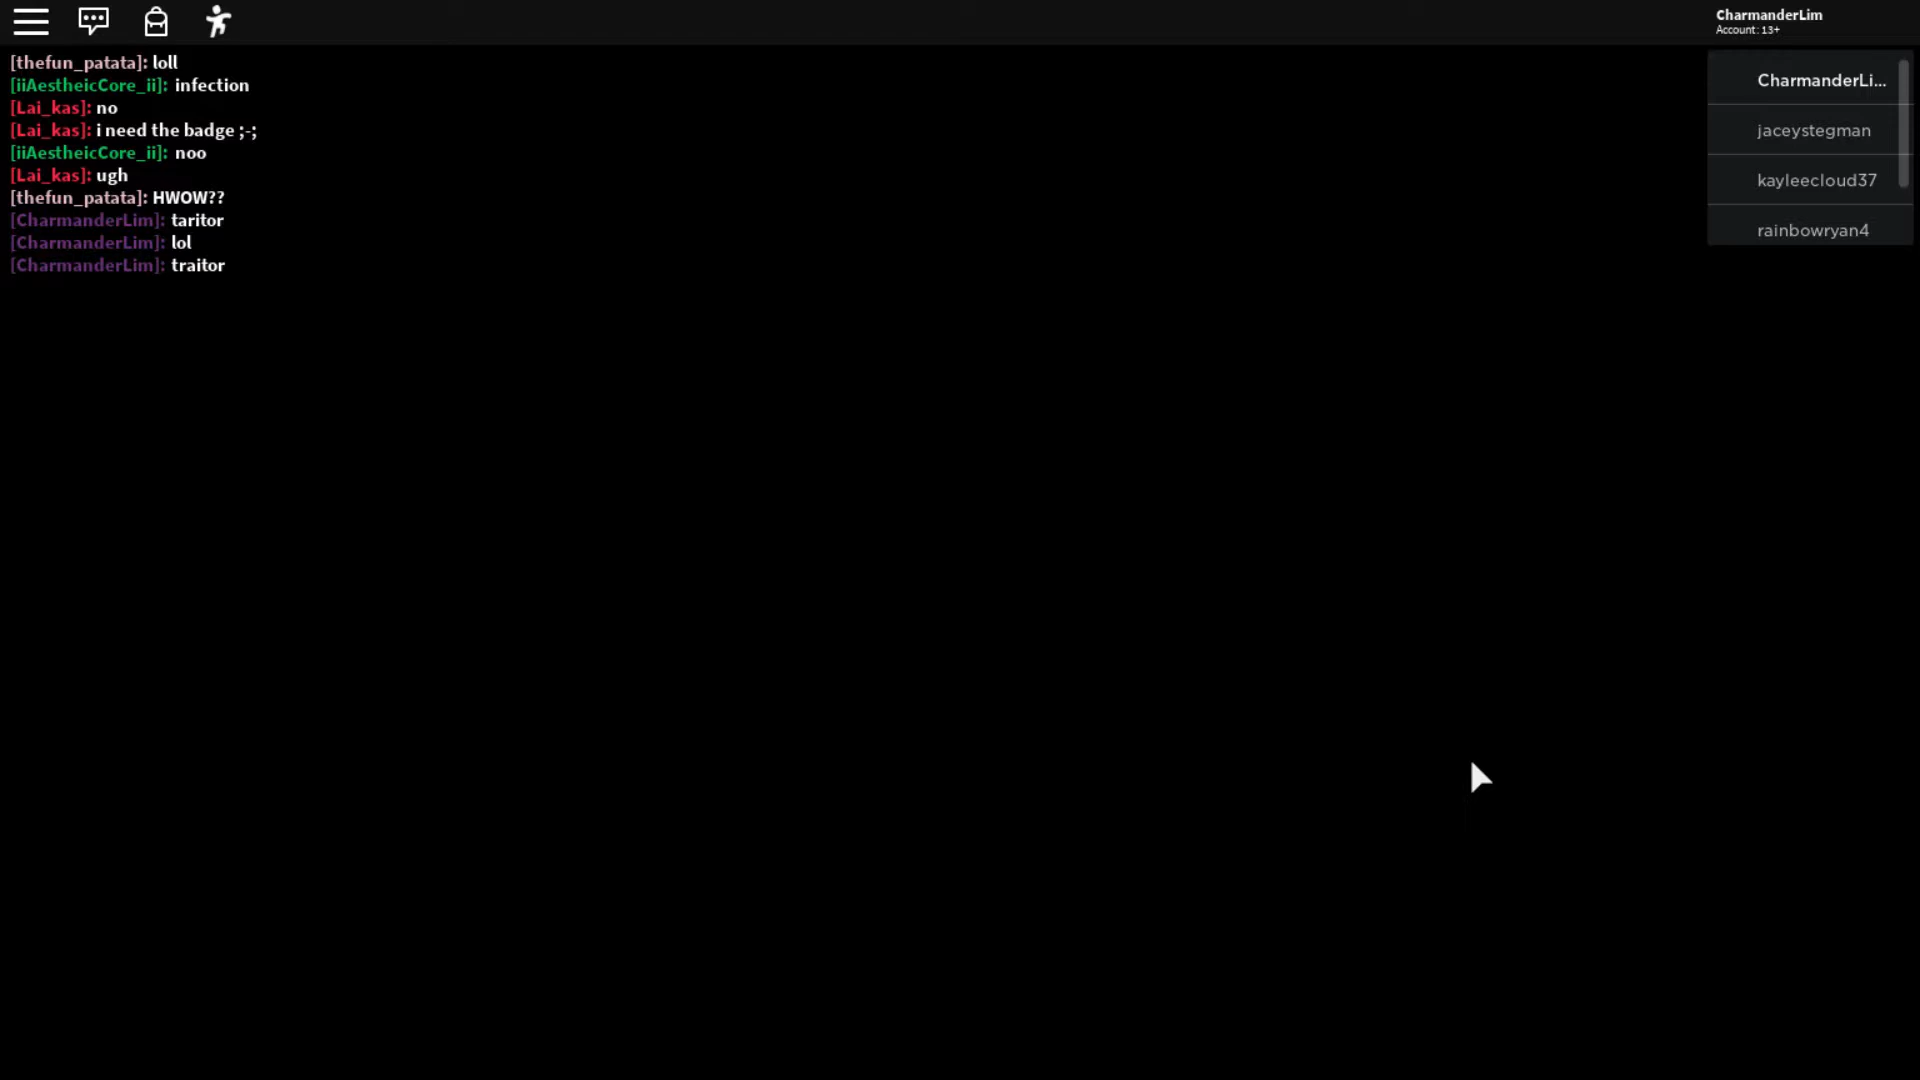 CharmanderLim
Account: 13+
[thefun_patata]: loll
[iiAestheicCore_ii]: infection
[Lai_kas]: no
[Lai_kas]: i need the badge ;-;
[iiAestheicCore_ii]: noo
[Lai_kas]: ugh
[thefun_patata]: HWOW??
[CharmanderLim]: taritor
[CharmanderLim]: lol
[CharmanderLim]: traitor
CharmanderLi...
jaceystegman
kayleecloud37
rainbowryan4